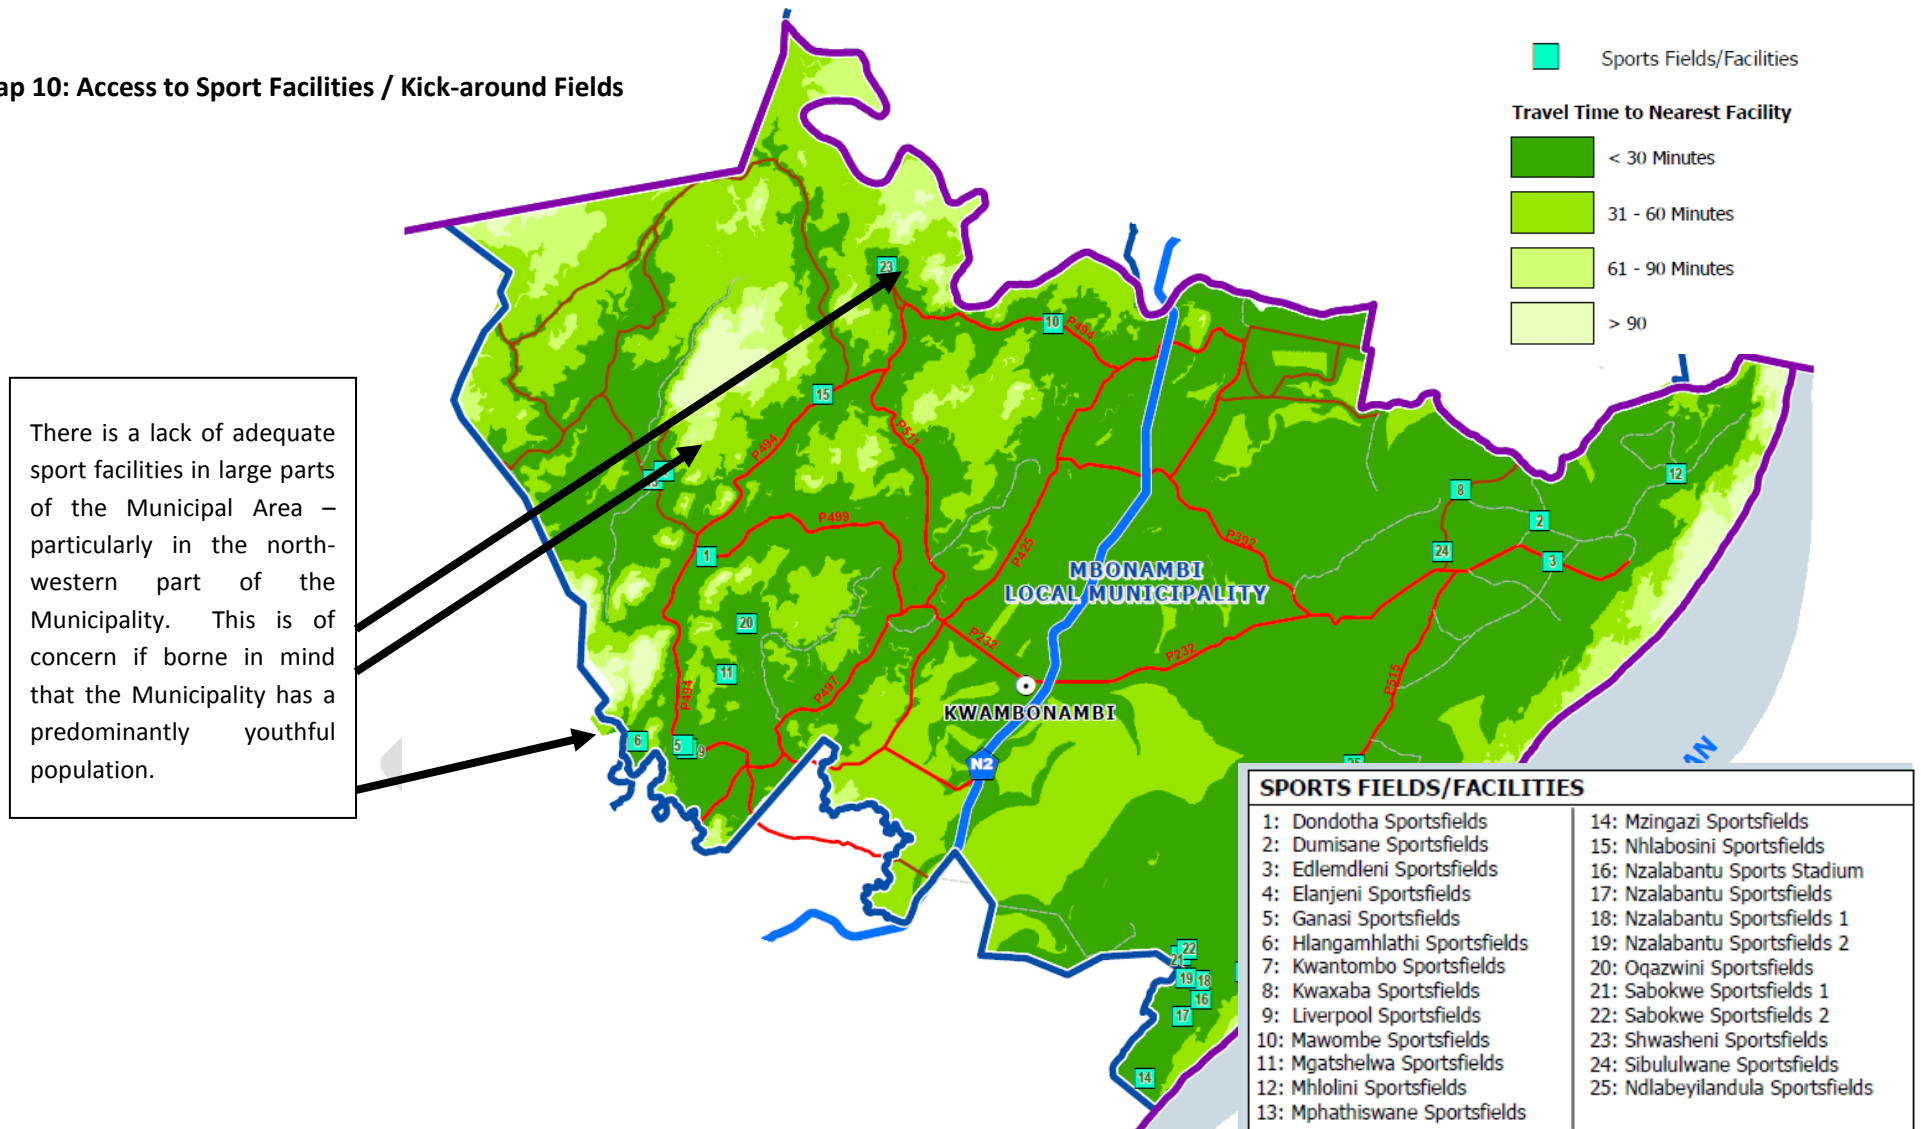 ap 10: Access to Sport Facilities / Kick-around Fields
Sports Fields/Facilities
Travel Time to Nearest Facility
< 30 Minutes
31 - 60 Minutes
61 - 90 Minutes
> 90
There is a lack of adequate
sport facilities in large parts
of the Municipal Area –
particularly in the north-
western part of the
Municipality. This is of
concern if borne in mind
that the Municipality has a
predominantly youthful
population.
23
10
P494
15
P511
P494
13
12
8
2
P499
1
P425
P392
24
3
MBONAMBI
LOCAL MUNICIPALITY
20
P232
P232
11
P494
P497
P515
KWAMBONAMBI
6
5
9
N2
25
AN
22
21
19
18
16
17
14
SPORTS FIELDS/FACILITIES
1: Dondotha Sportsfields
2: Dumisane Sportsfields
3: Edlemdleni Sportsfields
4: Elanjeni Sportsfields
5: Ganasi Sportsfields
6: Hlangamhlathi Sportsfields
7: Kwantombo Sportsfields
8: Kwaxaba Sportsfields
9: Liverpool Sportsfields
10: Mawombe Sportsfields
11: Mgatshelwa Sportsfields
12: Mhlolini Sportsfields
13: Mphathiswane Sportsfields
14: Mzingazi Sportsfields
15: Nhlabosini Sportsfields
16: Nzalabantu Sports Stadium
17: Nzalabantu Sportsfields
18: Nzalabantu Sportsfields 1
19: Nzalabantu Sportsfields 2
20: Oqazwini Sportsfields
21: Sabokwe Sportsfields 1
22: Sabokwe Sportsfields 2
23: Shwasheni Sportsfields
24: Sibululwane Sportsfields
25: Ndlabeyilandula Sportsfields